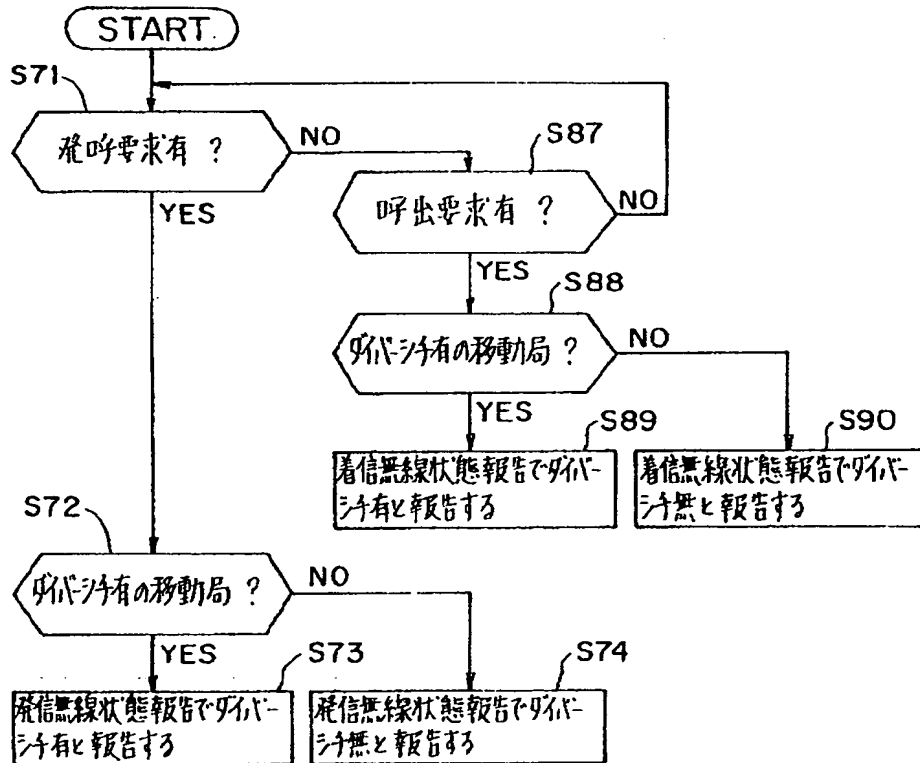 START
S71
発呼要求有 ?
NO
S87
YES
呼出要求有 ?
NO
YES
S88
ダイバーシチ有の移動局 ?
NO
YES
S89
S90
着信無線状態報告でダイバー
シチ有と報告する
着信無線状態報告でダイバー
シチ無と報告する
S72
ダイバーシチ有の移動局 ?
NO
YES
S73
S74
発信無線状態報告でダイバー
シチ有と報告する
発信無線状態報告でダイバー
シチ無と報告する